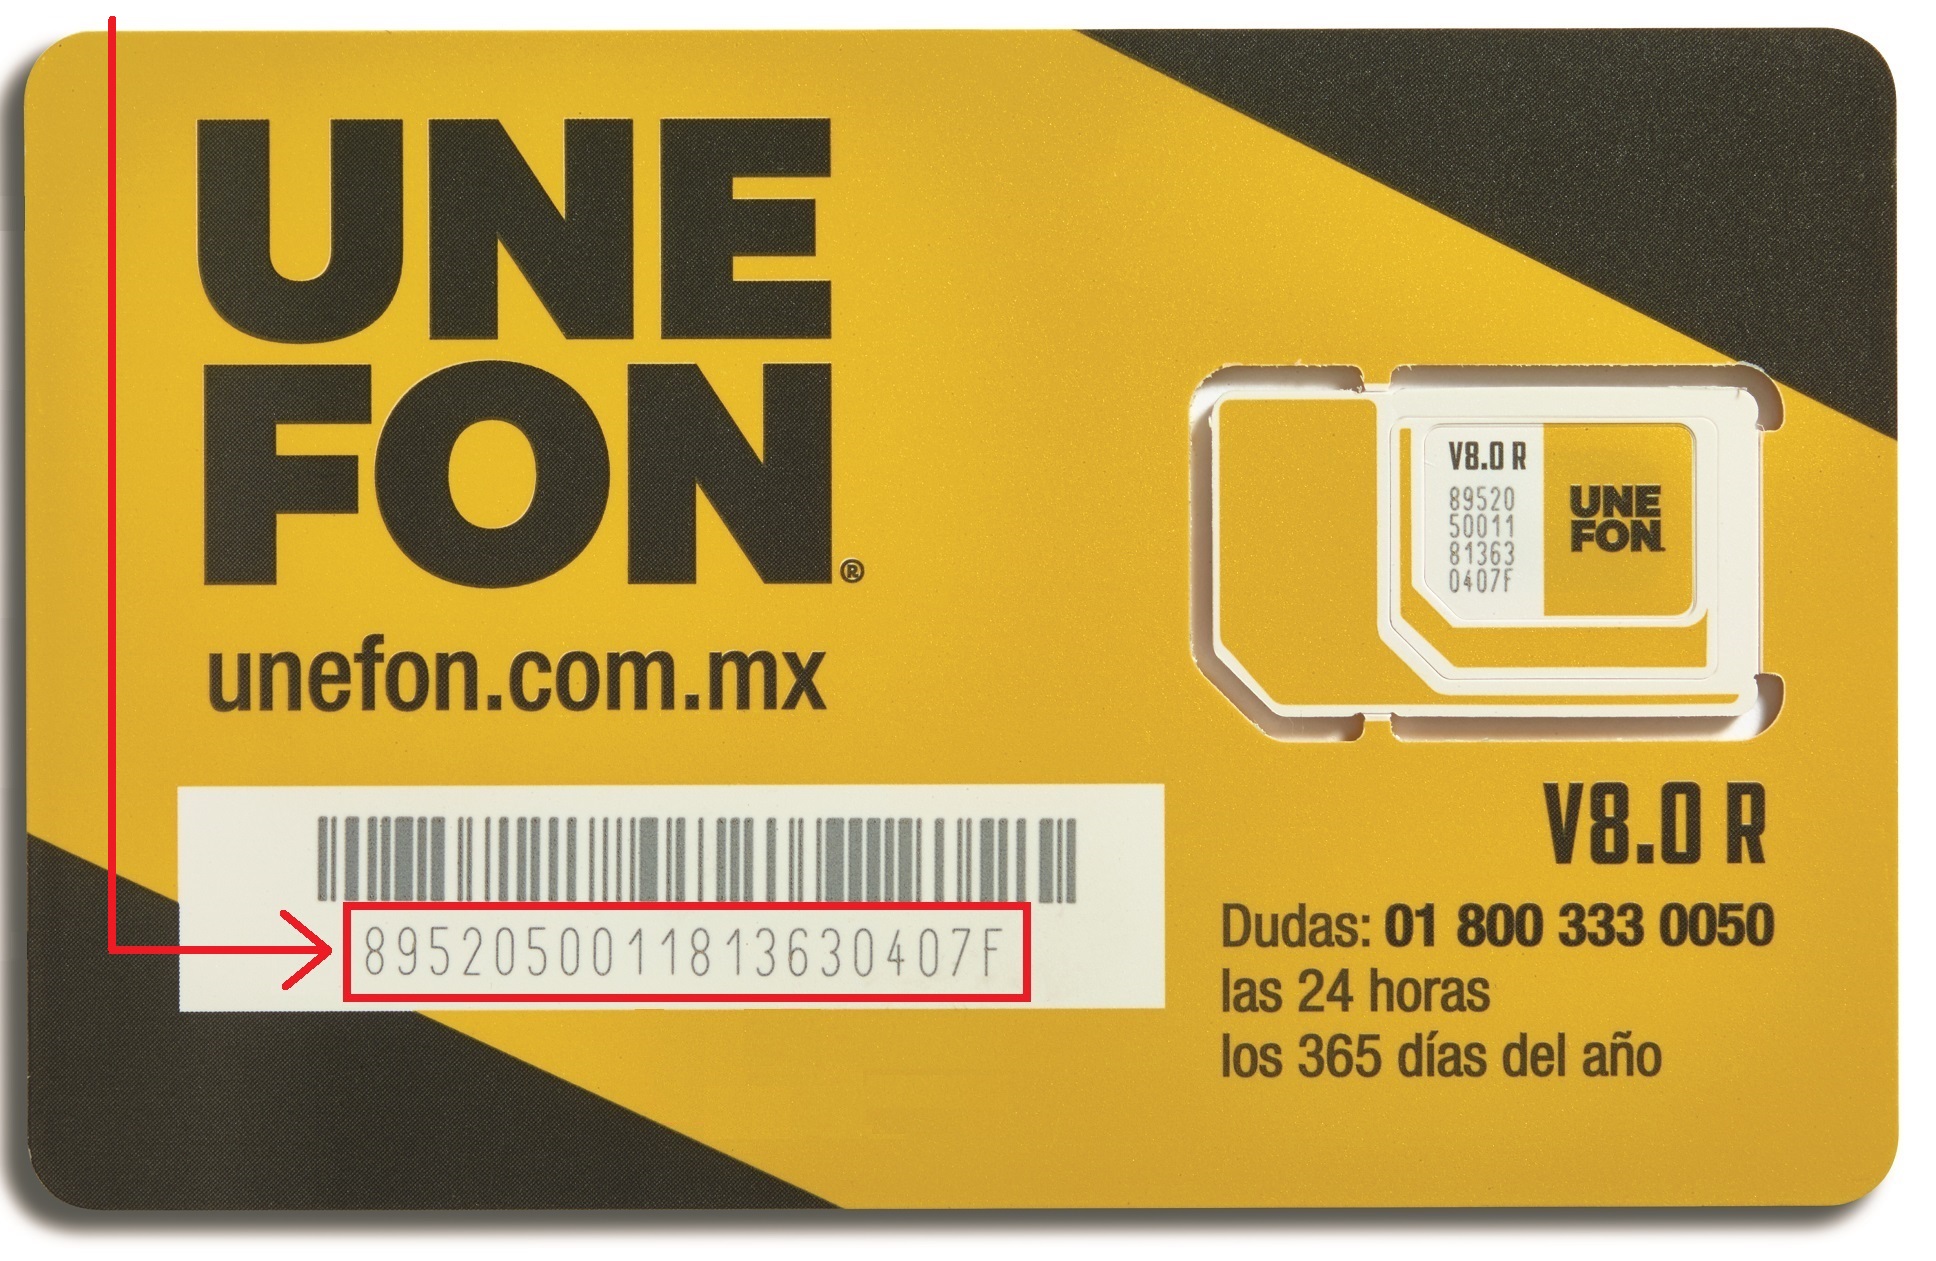 UNE
FON®
unefon.com.mx
8952050011813630407F
V8.0 R
89520
50011
81363
0407F
UNE
FON
V8.0 R
Dudas: 01 800 333 0050
las 24 horas
los 365 días del año